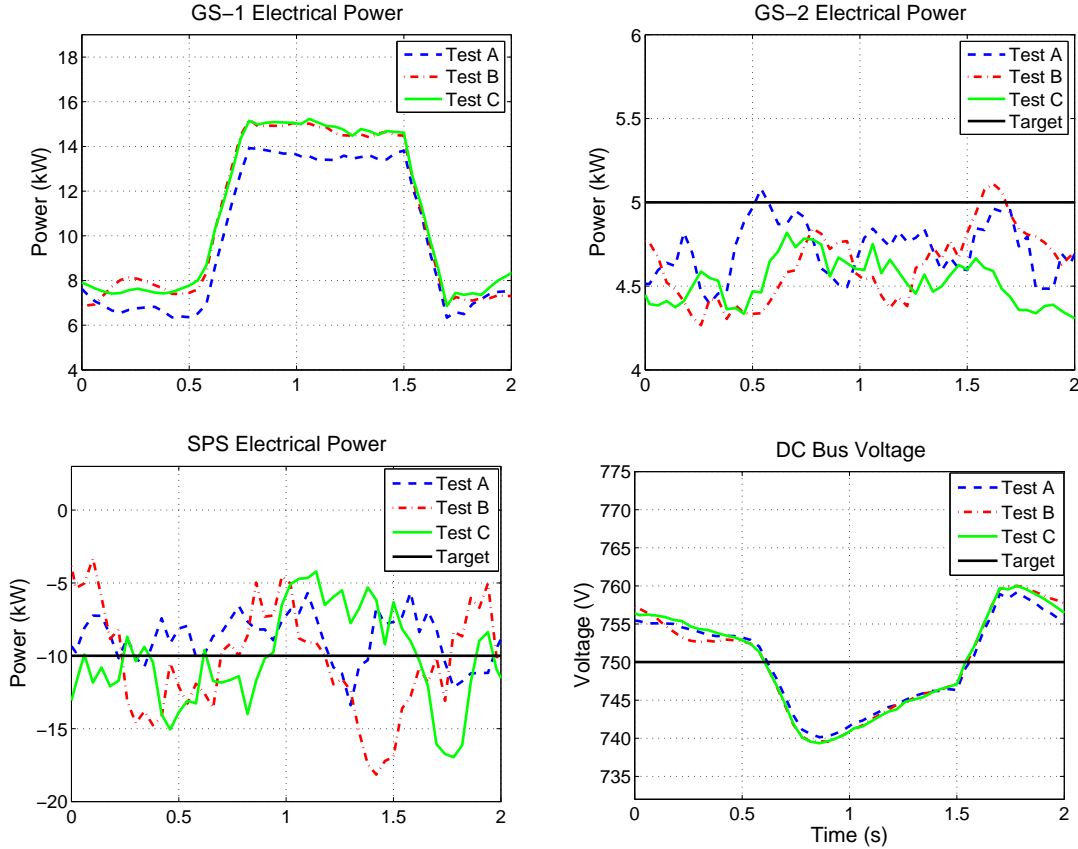 GS−1 Electrical Power
18
16
14
12
10
8
6
4
0
0.5
1
1.5
2
Power (kW)
Test A
Test B
Test C
GS−2 Electrical Power
6
5.5
5
4.5
4
0
0.5
1
1.5
2
Power (kW)
Test A
Test B
Test C
Target
SPS Electrical Power
0
−5
−10
−15
−20
0
0.5
1
1.5
2
Power (kW)
Test A
Test B
Test C
Target
DC Bus Voltage
775
770
765
760
755
750
745
740
735
0
0.5
1
1.5
2
Voltage (V)
Time (s)
Test A
Test B
Test C
Target